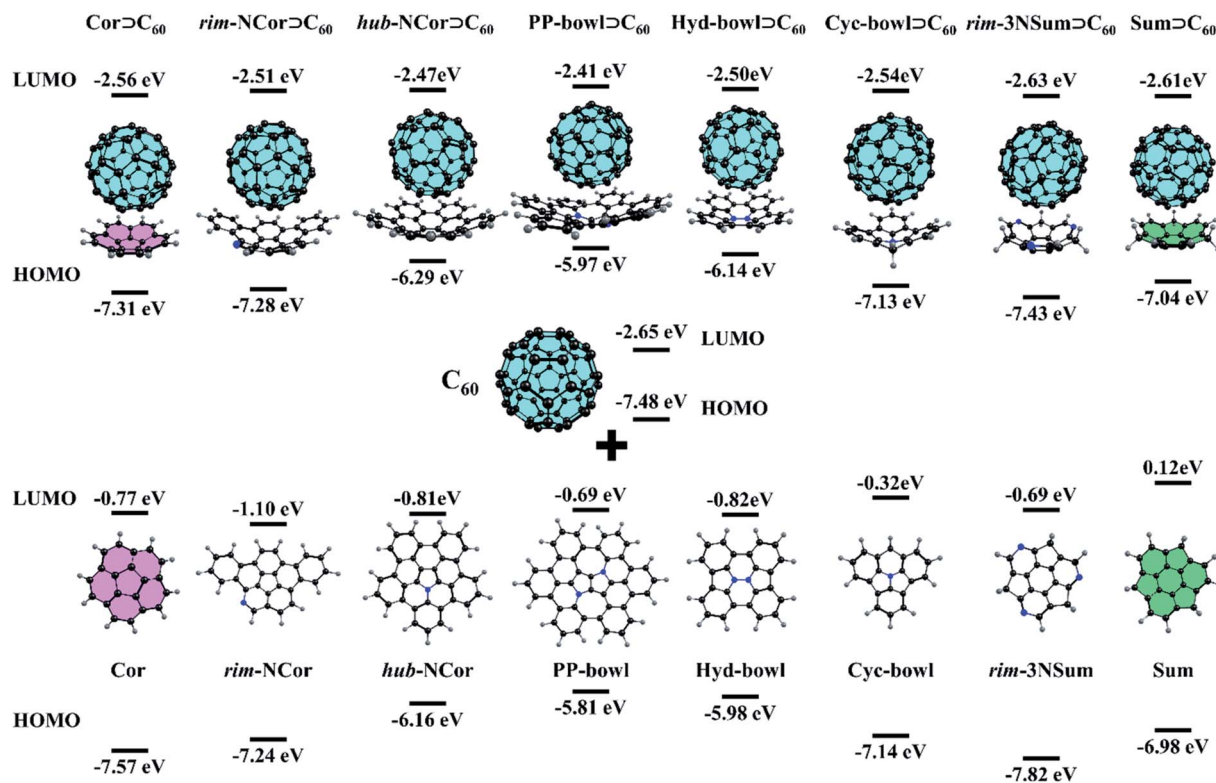 Cor⊃C60 rim-NCor⊃C60 hub-NCor⊃C60 PP-bowl⊃C60 Hyd-bowl⊃C60 Cyc-bowl⊃C60 rim-3NSum⊃C60 Sum⊃C60
LUMO -2.56 eV -2.51 eV -2.47eV -2.41 eV -2.50eV -2.54eV -2.63 eV -2.61eV
HOMO -7.31 eV -7.28 eV -6.29 eV -5.97 eV -6.14 eV -7.13 eV -7.43 eV -7.04 eV
-2.65 eV LUMO
C60
-7.48 eV HOMO
+
LUMO -0.77 eV -1.10 eV -0.81eV -0.69 eV -0.82eV -0.32eV -0.69 eV 0.12eV
Cor rim-NCor hub-NCor PP-bowl Hyd-bowl Cyc-bowl rim-3NSum Sum
HOMO -7.57 eV -7.24 eV -6.16 eV -5.81 eV -5.98 eV -7.14 eV -7.82 eV -6.98 eV